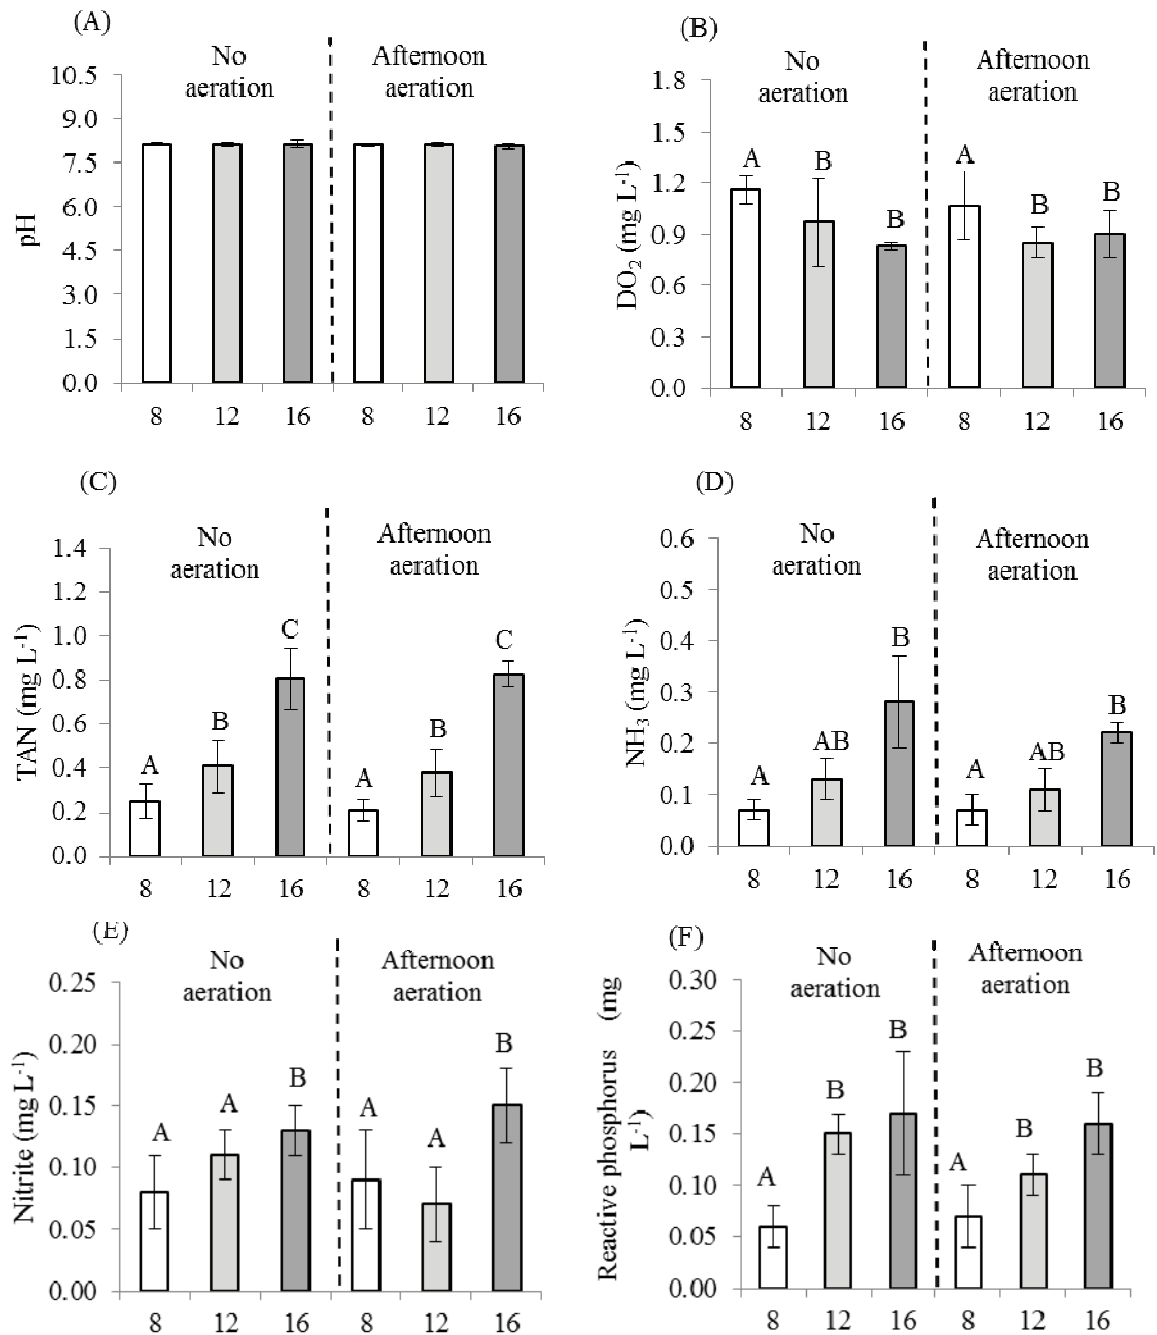 (A)
No
aeration
Afternoon
aeration
10.5
9.0
7.5
6.0
4.5
3.0
1.5
0.0
pH
8 12 16 8 12 16
(B)
No
aeration
Afternoon
aeration
1.8
1.5
1.2
0.9
0.6
0.3
0.0
DO2 (mg L-1)
A B B A B B
8 12 16 8 12 16
(C)
No
aeration
Afternoon
aeration
1.4
1.2
1.0
0.8
0.6
0.4
0.2
0.0
TAN (mg L-1)
A B C A B C
8 12 16 8 12 16
(D)
No
aeration
Afternoon
aeration
0.6
0.5
0.4
0.3
0.2
0.1
0.0
NH3 (mg L-1)
A AB B A AB B
8 12 16 8 12 16
(E)
No
aeration
Afternoon
aeration
0.25
0.20
0.15
0.10
0.05
0.00
Nitrite (mg L-1)
A A B A A B
8 12 16 8 12 16
(F)
No
aeration
Afternoon
aeration
0.30
0.25
0.20
0.15
0.10
0.05
0.00
Reactive phosphorus (mg
L-1)
A B B A B B
8 12 16 8 12 16